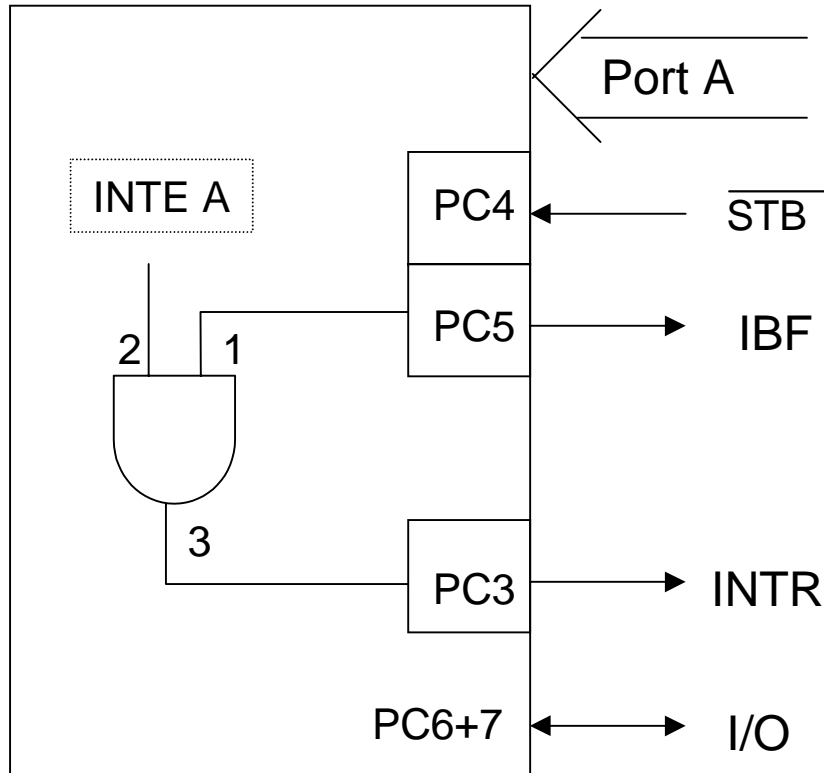 Port A
INTE A
PC4
STB
PC5
IBF
2
1
3
PC3
INTR
PC6+7
I/O